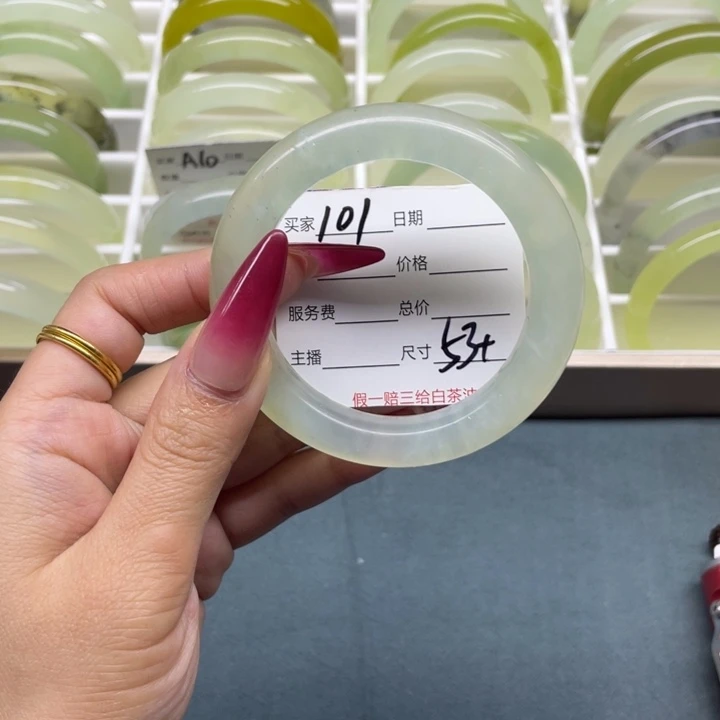 A10
买家 101 日期
价格
服务费 总价
主播 尺寸 53+
假一赔三给白茶